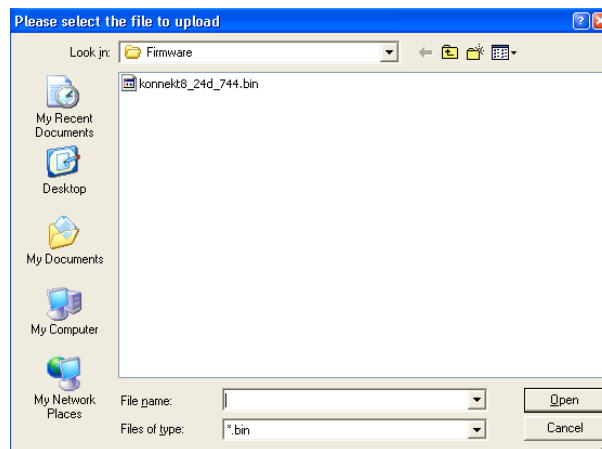 Please select the file to upload
Look in:
Firmware
konnekt8_24d_744.bin
My Recent
Documents
Desktop
My Documents
My Computer
My Network
Places
File name:
Open
Files of type:
*.bin
Cancel